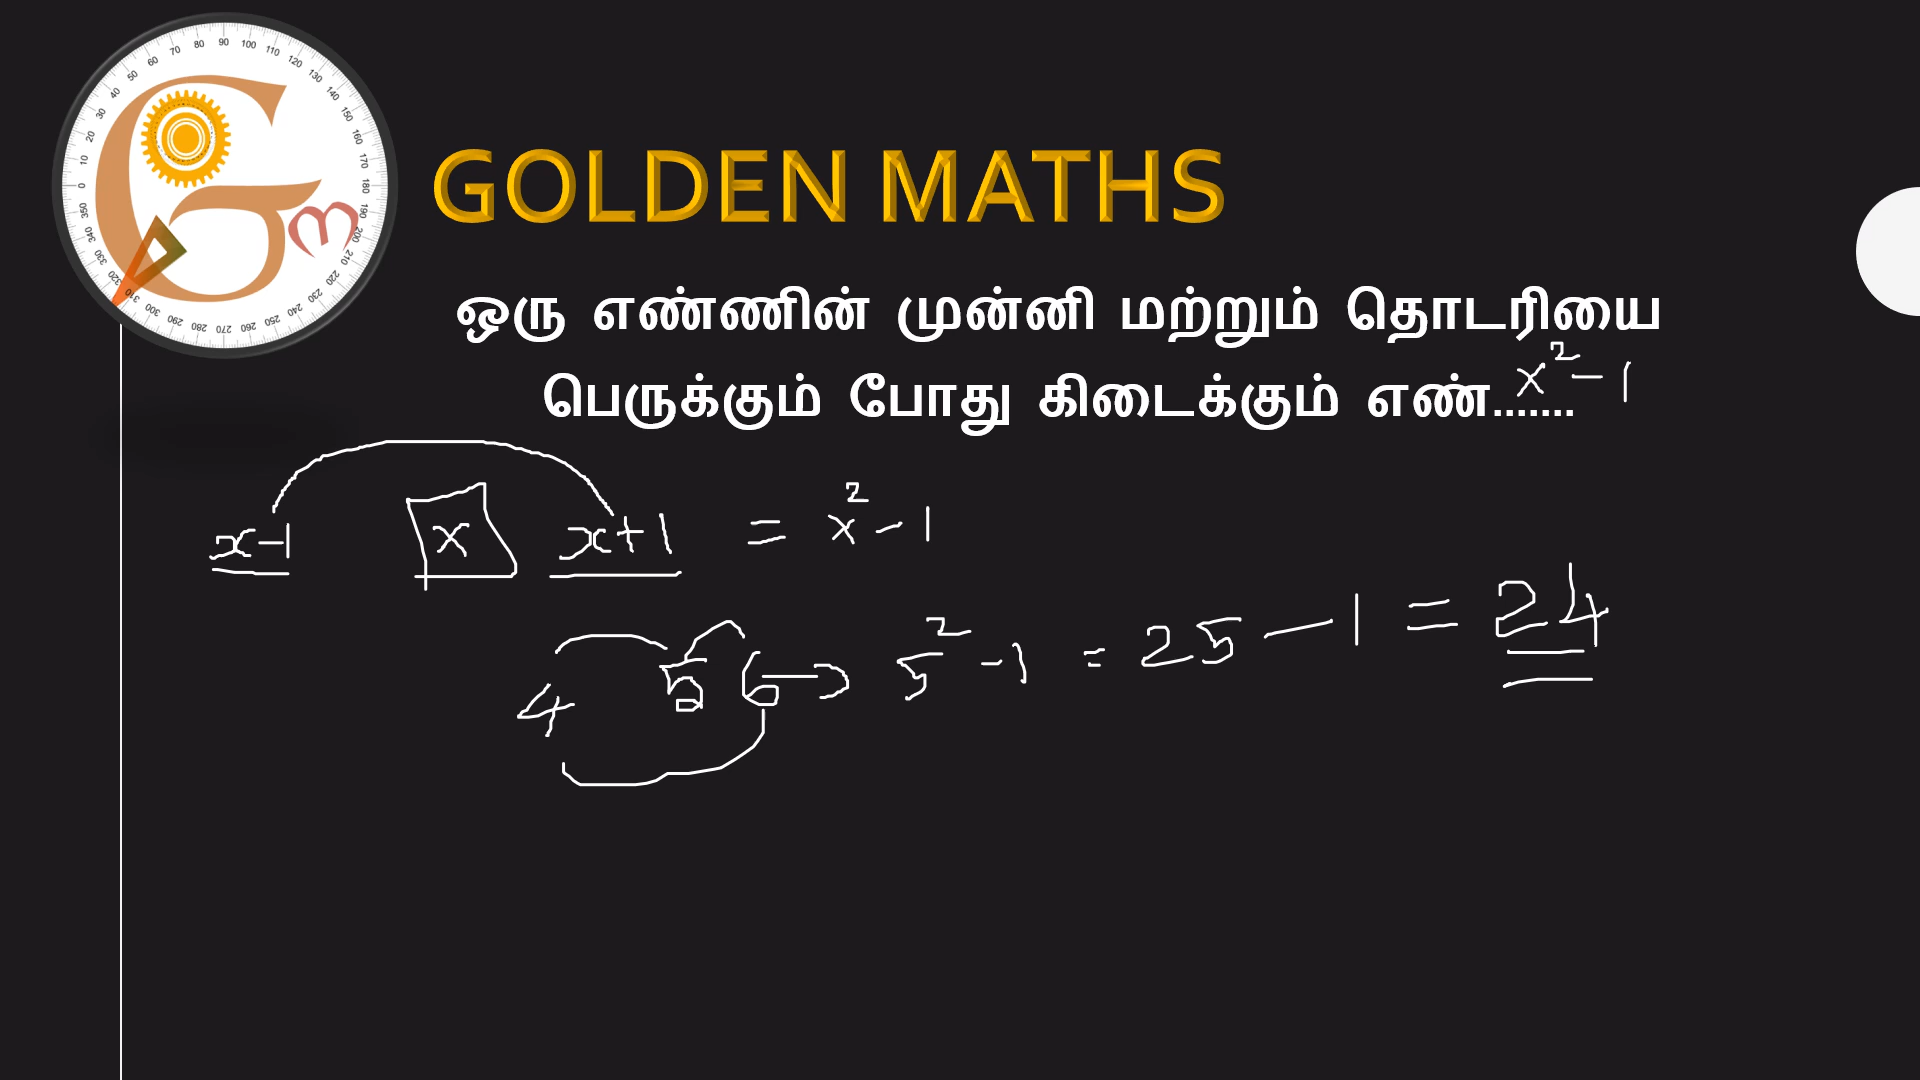 GOLDEN MATHS
ஒரு எண்ணின் முன்னி மற்றும் தொடரியை
பெருக்கும் போது கிடைக்கும் எண்....... x² - 1
x-1 x x+1 = x² - 1
4 5 6 → 5² - 1 = 25 - 1 = 24